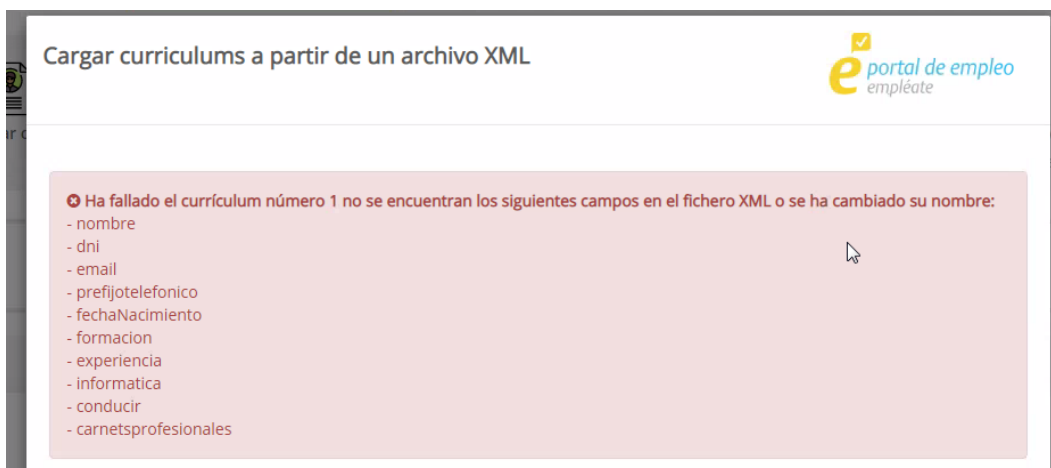 Cargar curriculums a partir de un archivo XML
e portal de empleo
empléate
Ha fallado el currículum número 1 no se encuentran los siguientes campos en el fichero XML o se ha cambiado su nombre:
- nombre
- dni
- email
- prefijotelefonico
- fechaNacimiento
- formacion
- experiencia
- informatica
- conducir
- carnetsprofesionales